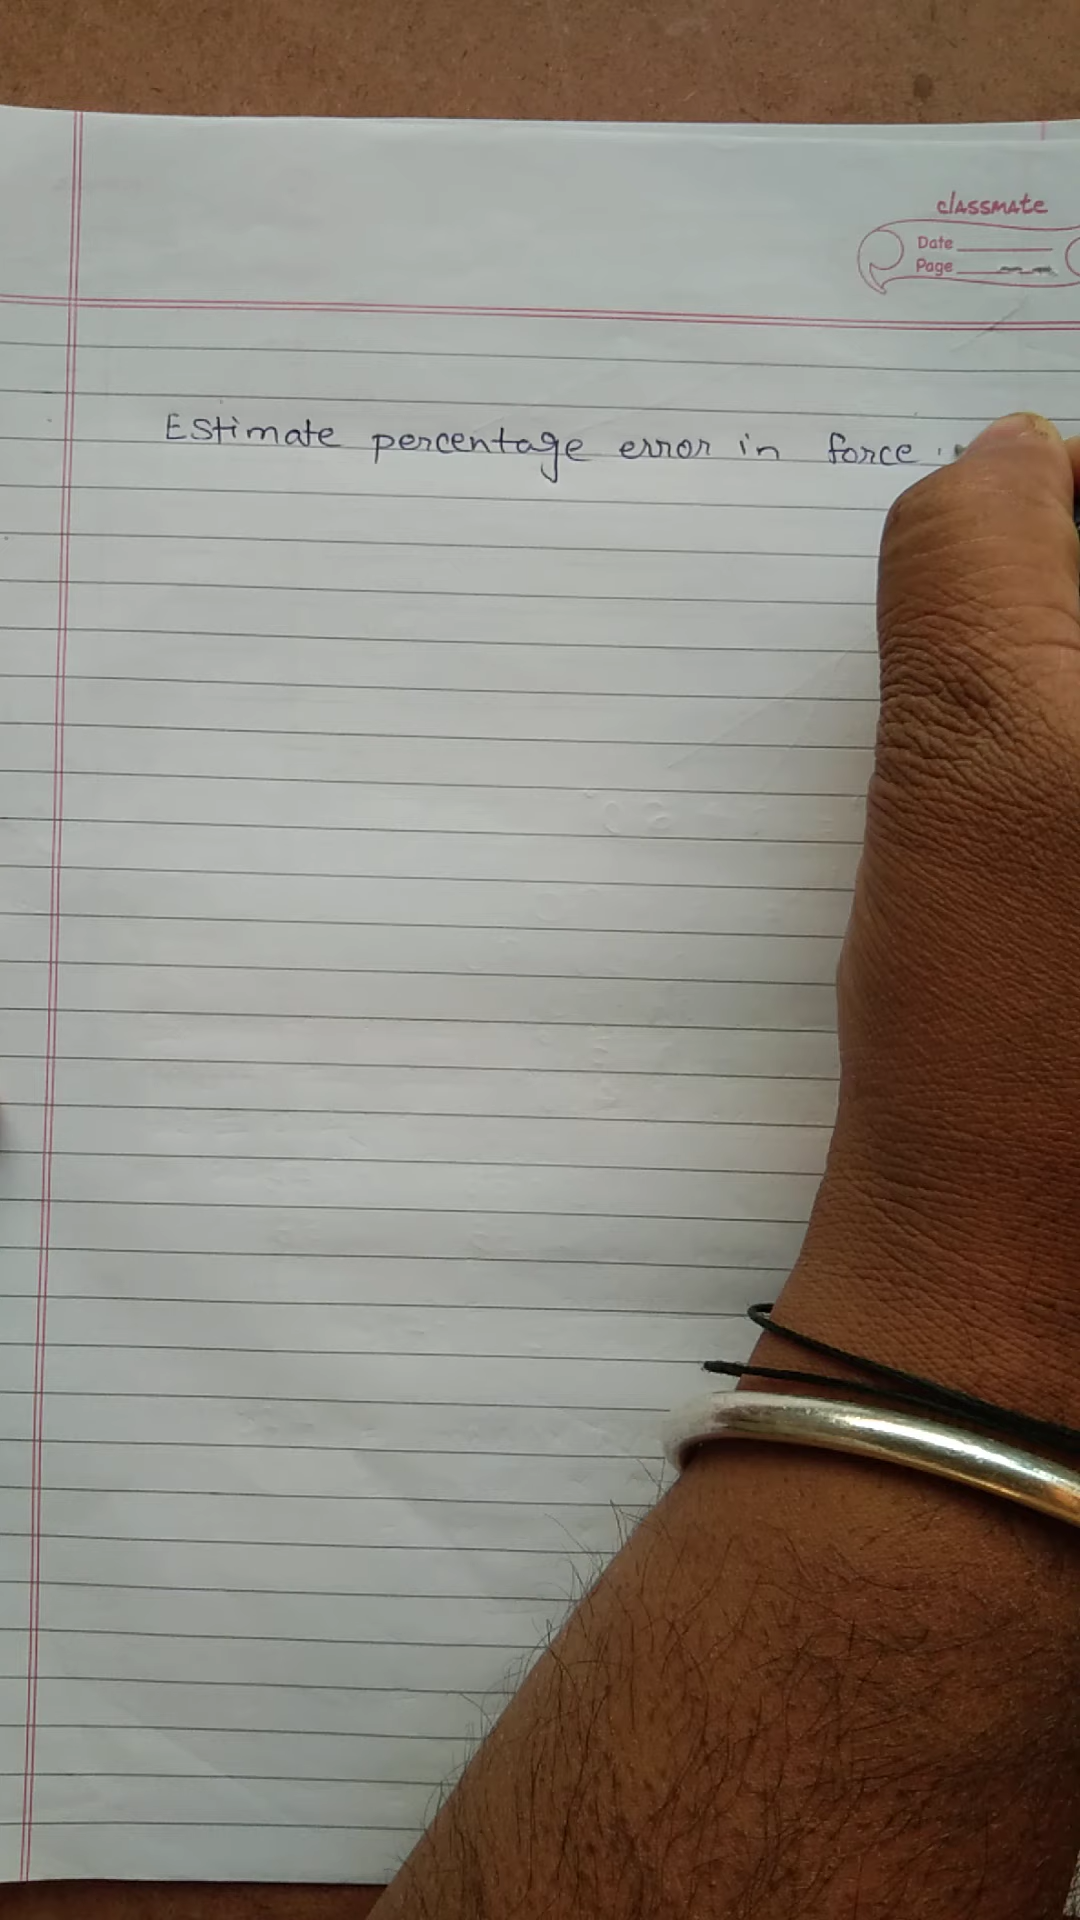 classmate
Date
Page
Estimate percentage error in force